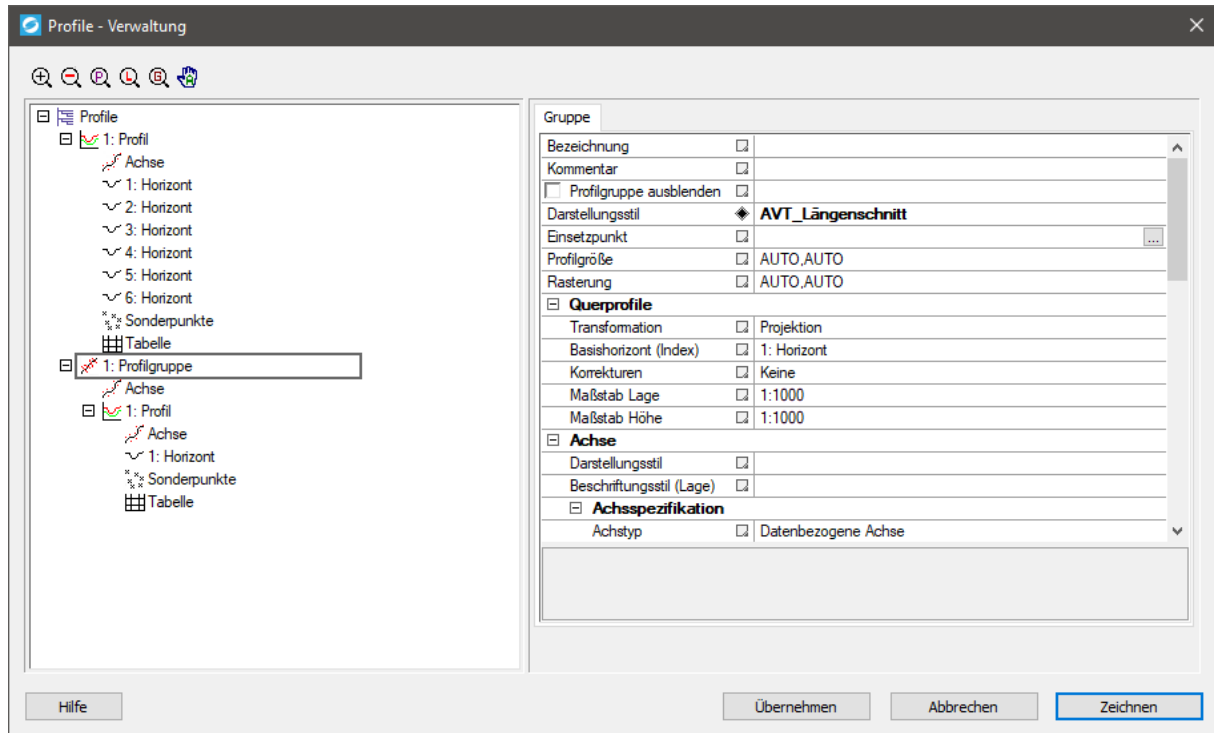 Profile - Verwaltung
Profile
1: Profil
Achse
1: Horizont
2: Horizont
3: Horizont
4: Horizont
5: Horizont
6: Horizont
Sonderpunkte
Tabelle
1: Profilgruppe
Achse
1: Profil
Achse
1: Horizont
Sonderpunkte
Tabelle
Gruppe
Bezeichnung
Kommentar
Profilgruppe ausblenden
Darstellungsstil AVT_Längenschnitt
Einsetzpunkt ...
Profilgröße AUTO,AUTO
Rasterung AUTO,AUTO
Querprofile
Transformation Projektion
Basishorizont (Index) 1: Horizont
Korrekturen Keine
Maßstab Lage 1:1000
Maßstab Höhe 1:1000
Achse
Darstellungsstil
Beschriftungsstil (Lage)
Achsspezifikation
Achstyp Datenbezogene Achse
Hilfe Übernehmen Abbrechen Zeichnen